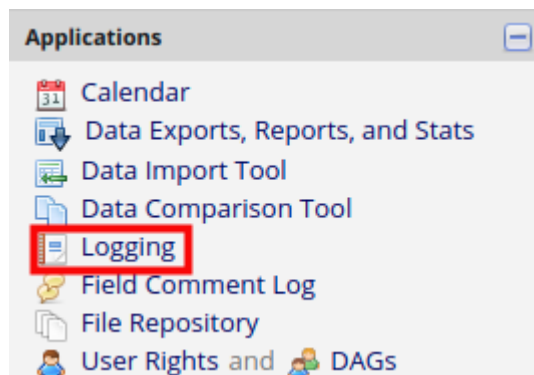 Applications
31 Calendar
Data Exports, Reports, and Stats
Data Import Tool
Data Comparison Tool
Logging
Field Comment Log
File Repository
User Rights and DAGs